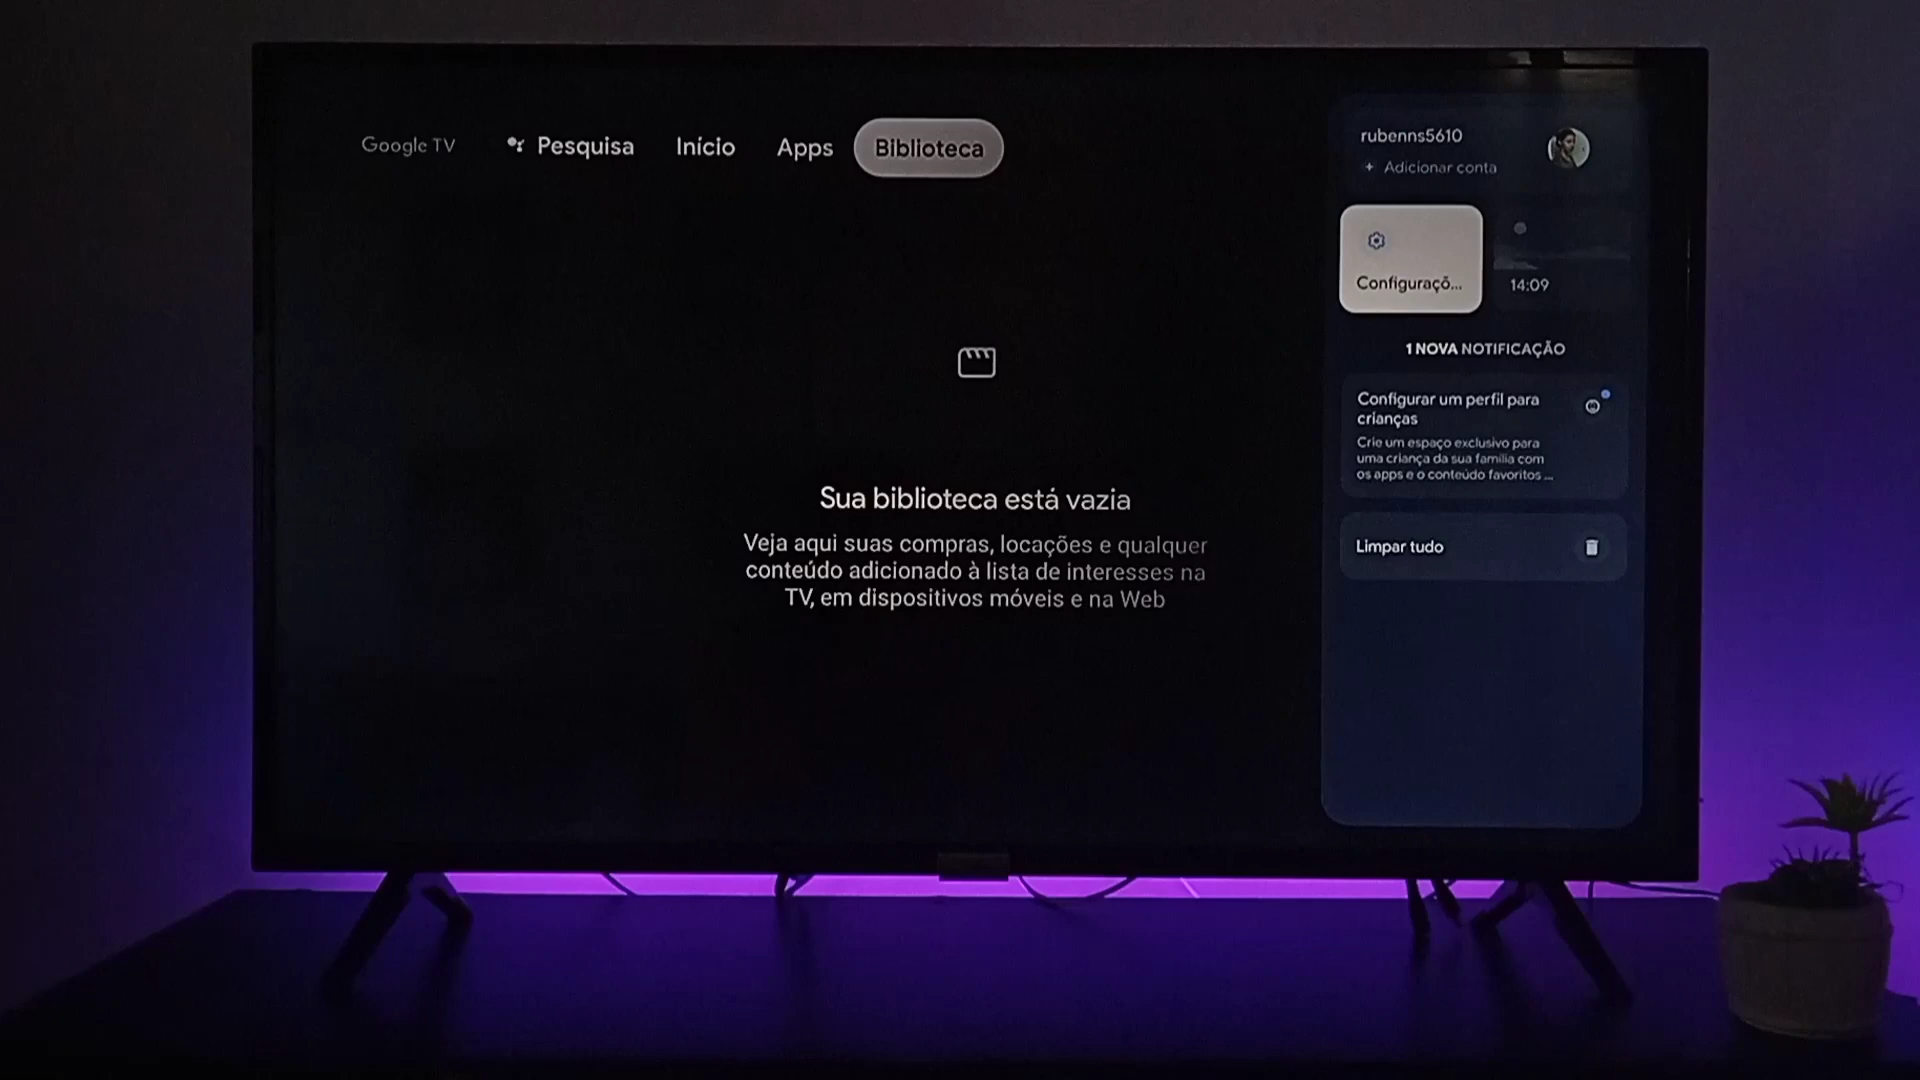 Google TV
Pesquisa
Início
Apps
Biblioteca
Sua biblioteca está vazia
Veja aqui suas compras, locações e qualquer
conteúdo adicionado à lista de interesses na
TV, em dispositivos móveis e na Web
rubenns5610
+ Adicionar conta
Configuraçõ...
14:09
1 NOVA NOTIFICAÇÃO
Configurar um perfil para
crianças
Crie um espaço exclusivo para
uma criança da sua família com
os apps e o conteúdo favoritos ...
Limpar tudo